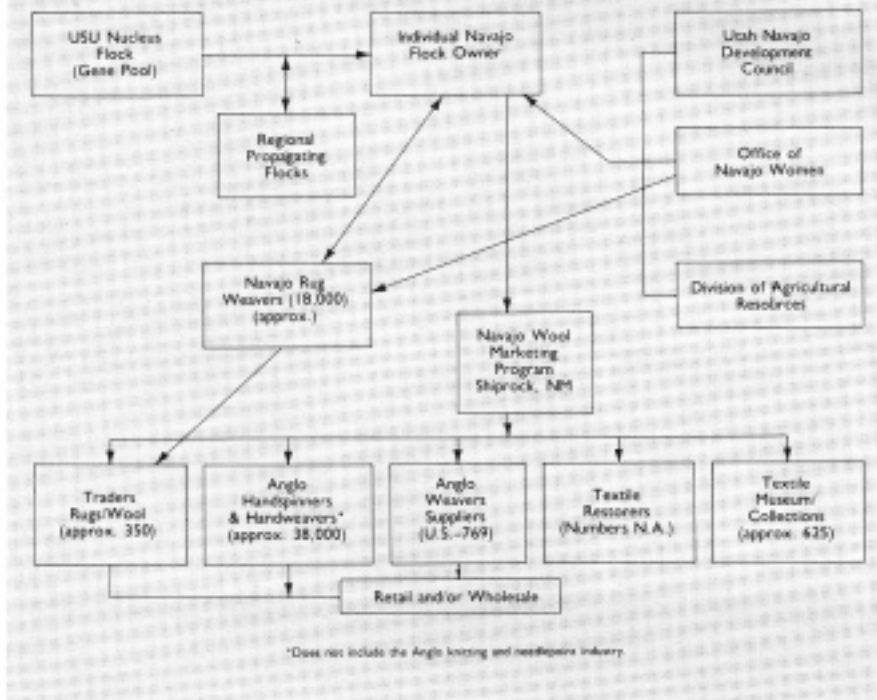 USU Nucleus
Flock
(Gene Pool)
Individual Navajo
Flock Owner
Utah Navajo
Development
Council
Regional
Propagating
Flocks
Office of
Navajo Women
Navajo Rug
Weavers (18,000)
(approx.)
Division of Agricultural
Resources
Navajo Wool
Marketing
Program
Shiprock, NM
Traders
Rugs/Wool
(approx. 350)
Anglo
Handspinners
& Handweavers*
(approx. 38,000)
Anglo
Weavers
Suppliers
(U.S.-769)
Textile
Restorers
(Numbers N.A.)
Textile
Museum/
Collections
(approx. 625)
Retail and/or Wholesale
*Does not include the Anglo knitting and needlepoint industry.